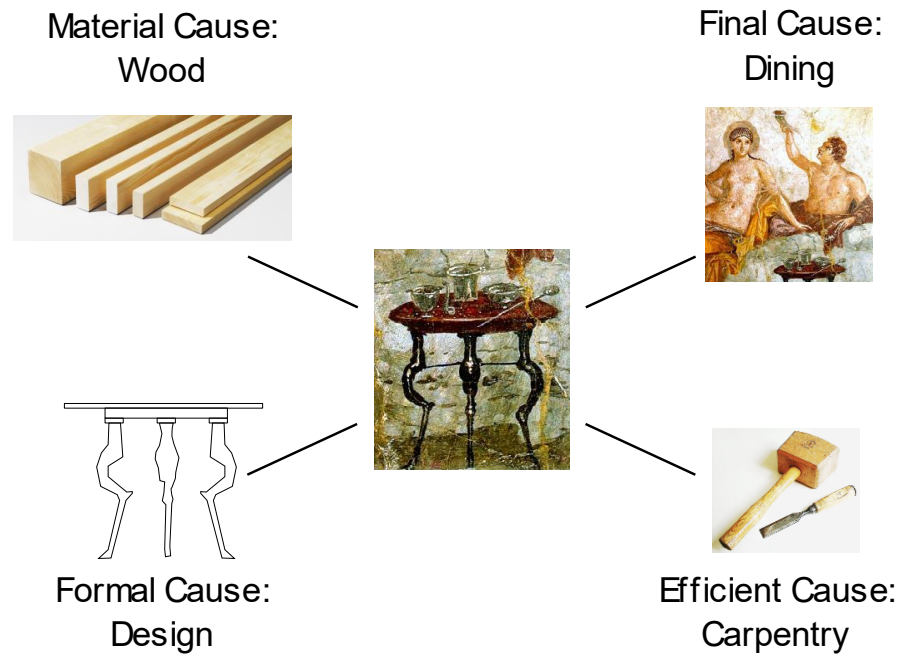 Material Cause:
Wood
Final Cause:
Dining
Formal Cause:
Design
Efficient Cause:
Carpentry